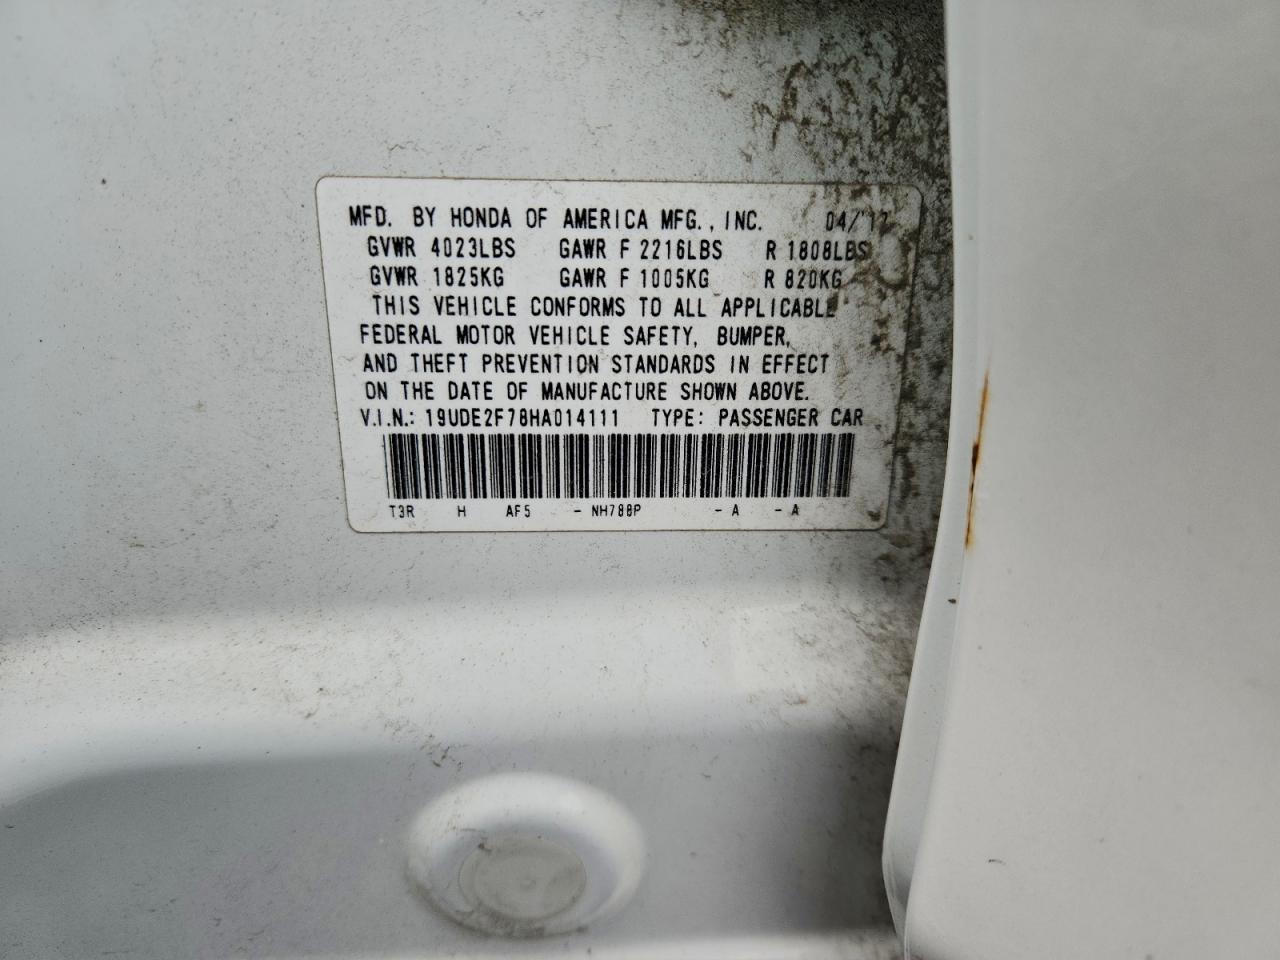 MFD. BY HONDA OF AMERICA MFG., INC. 04/'17
GVWR 4023LBS GAWR F 2216LBS R 1808LBS
GVWR 1825KG GAWR F 1005KG R 820KG
THIS VEHICLE CONFORMS TO ALL APPLICABLE
FEDERAL MOTOR VEHICLE SAFETY, BUMPER,
AND THEFT PREVENTION STANDARDS IN EFFECT
ON THE DATE OF MANUFACTURE SHOWN ABOVE.
V.I.N.: 19UDE2F78HA014111 TYPE: PASSENGER CAR
T3R H AF5 - NH788P - A - A